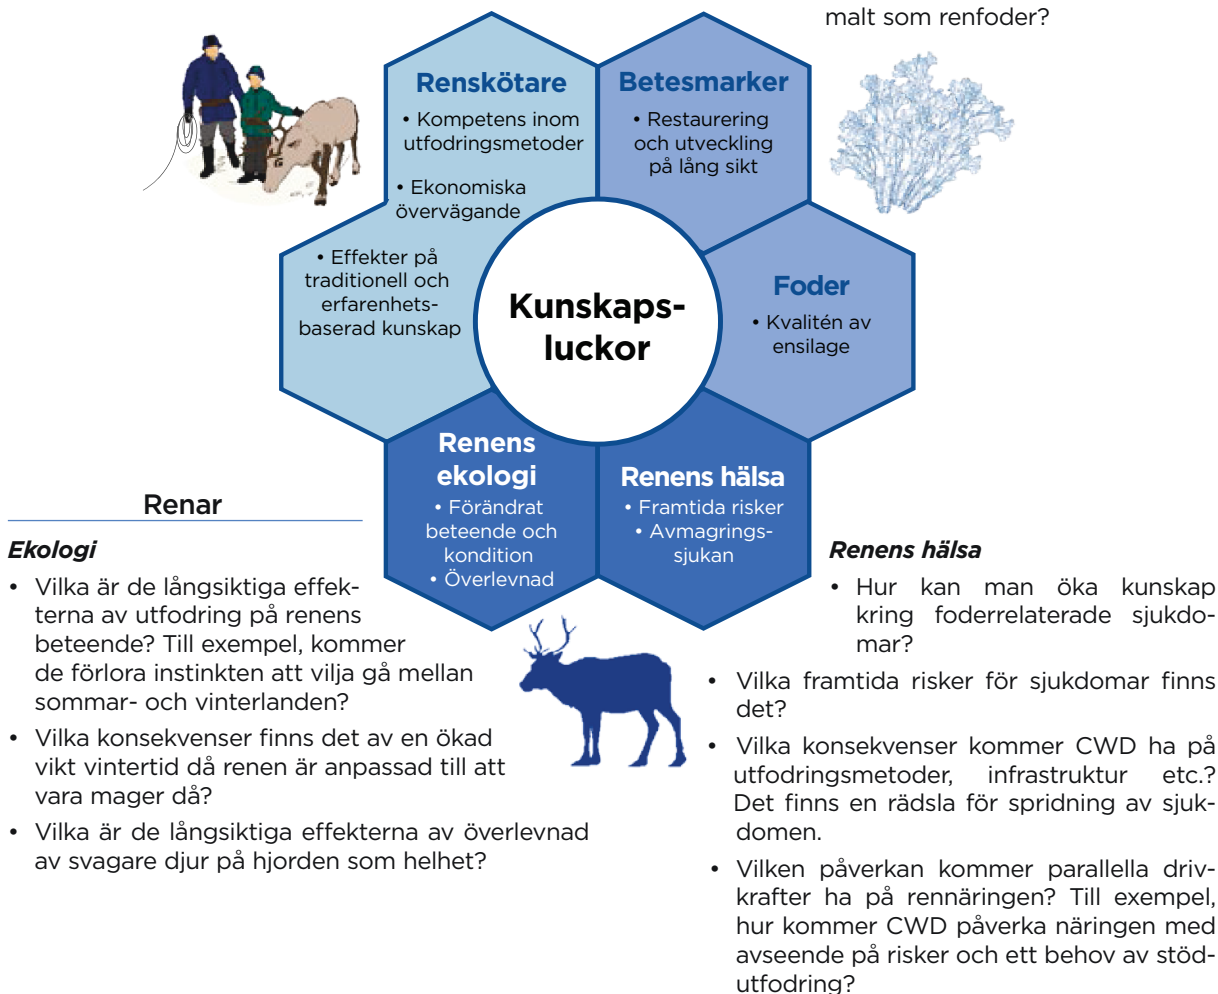 malt som renfoder?
Renskötare
• Kompetens inom
utfodringsmetoder
• Ekonomiska
övervägande
• Effekter på
traditionell och
erfarenhets-
baserad kunskap
Betesmarker
• Restaurering
och utveckling
på lång sikt
Foder
• Kvalitén av
ensilage
Kunskaps-
luckor
Renens
ekologi
• Förändrat
beteende och
kondition
• Överlevnad
Renens hälsa
• Framtida risker
• Avmagrings-
sjukan
Renar
Ekologi
• Vilka är de långsiktiga effek-
terna av utfodring på renens
beteende? Till exempel, kommer
de förlora instinkten att vilja gå mellan
sommar- och vinterlanden?
• Vilka konsekvenser finns det av en ökad
vikt vintertid då renen är anpassad till att
vara mager då?
• Vilka är de långsiktiga effekterna av överlevnad
av svagare djur på hjorden som helhet?
Renens hälsa
• Hur kan man öka kunskap
kring foderrelaterade sjukdo-
mar?
• Vilka framtida risker för sjukdomar finns
det?
• Vilka konsekvenser kommer CWD ha på
utfodringsmetoder, infrastruktur etc.?
Det finns en rädsla för spridning av sjuk-
domen.
• Vilken påverkan kommer parallella driv-
krafter ha på rennäringen? Till exempel,
hur kommer CWD påverka näringen med
avseende på risker och ett behov av stöd-
utfodring?